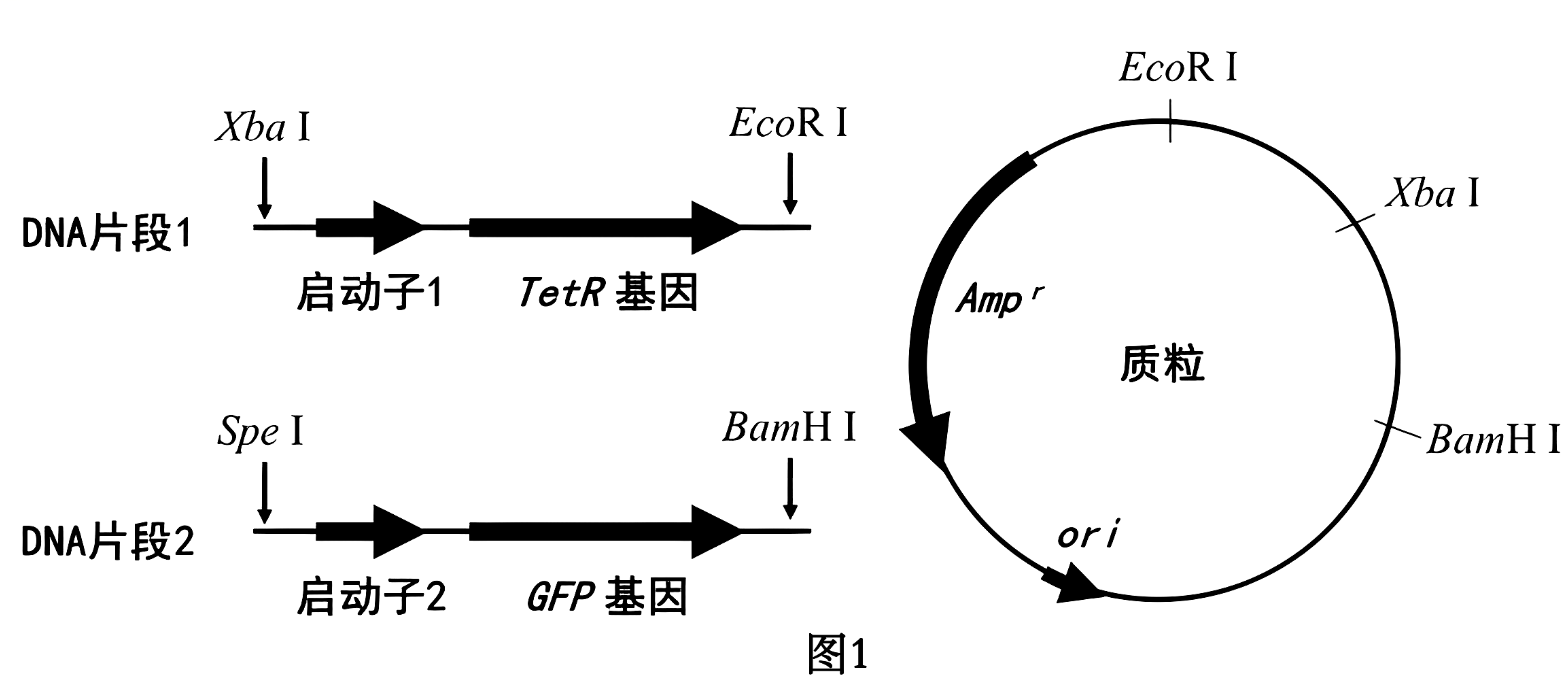 Xba I
EcoR I
DNA片段1
启动子1
TetR 基因
Spe I
BamH I
DNA片段2
启动子2
GFP 基因
EcoR I
Xba I
Amp r
质粒
BamH I
ori
图1